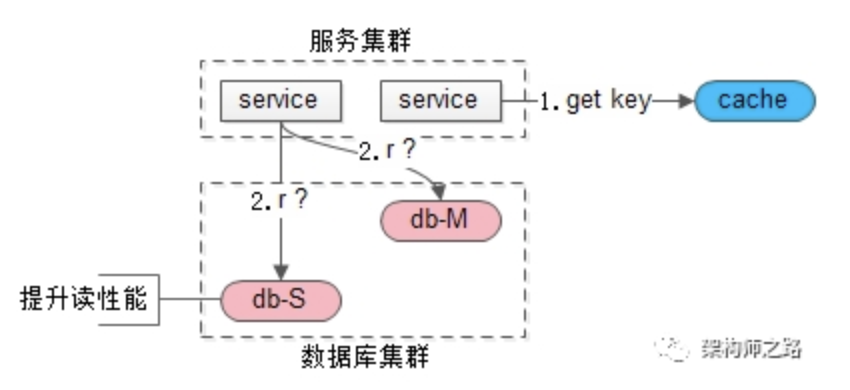 服务集群
service
service
1. get key
cache
2. r ?
2. r ?
db-M
提升读性能
db-S
数据库集群
架构师之路